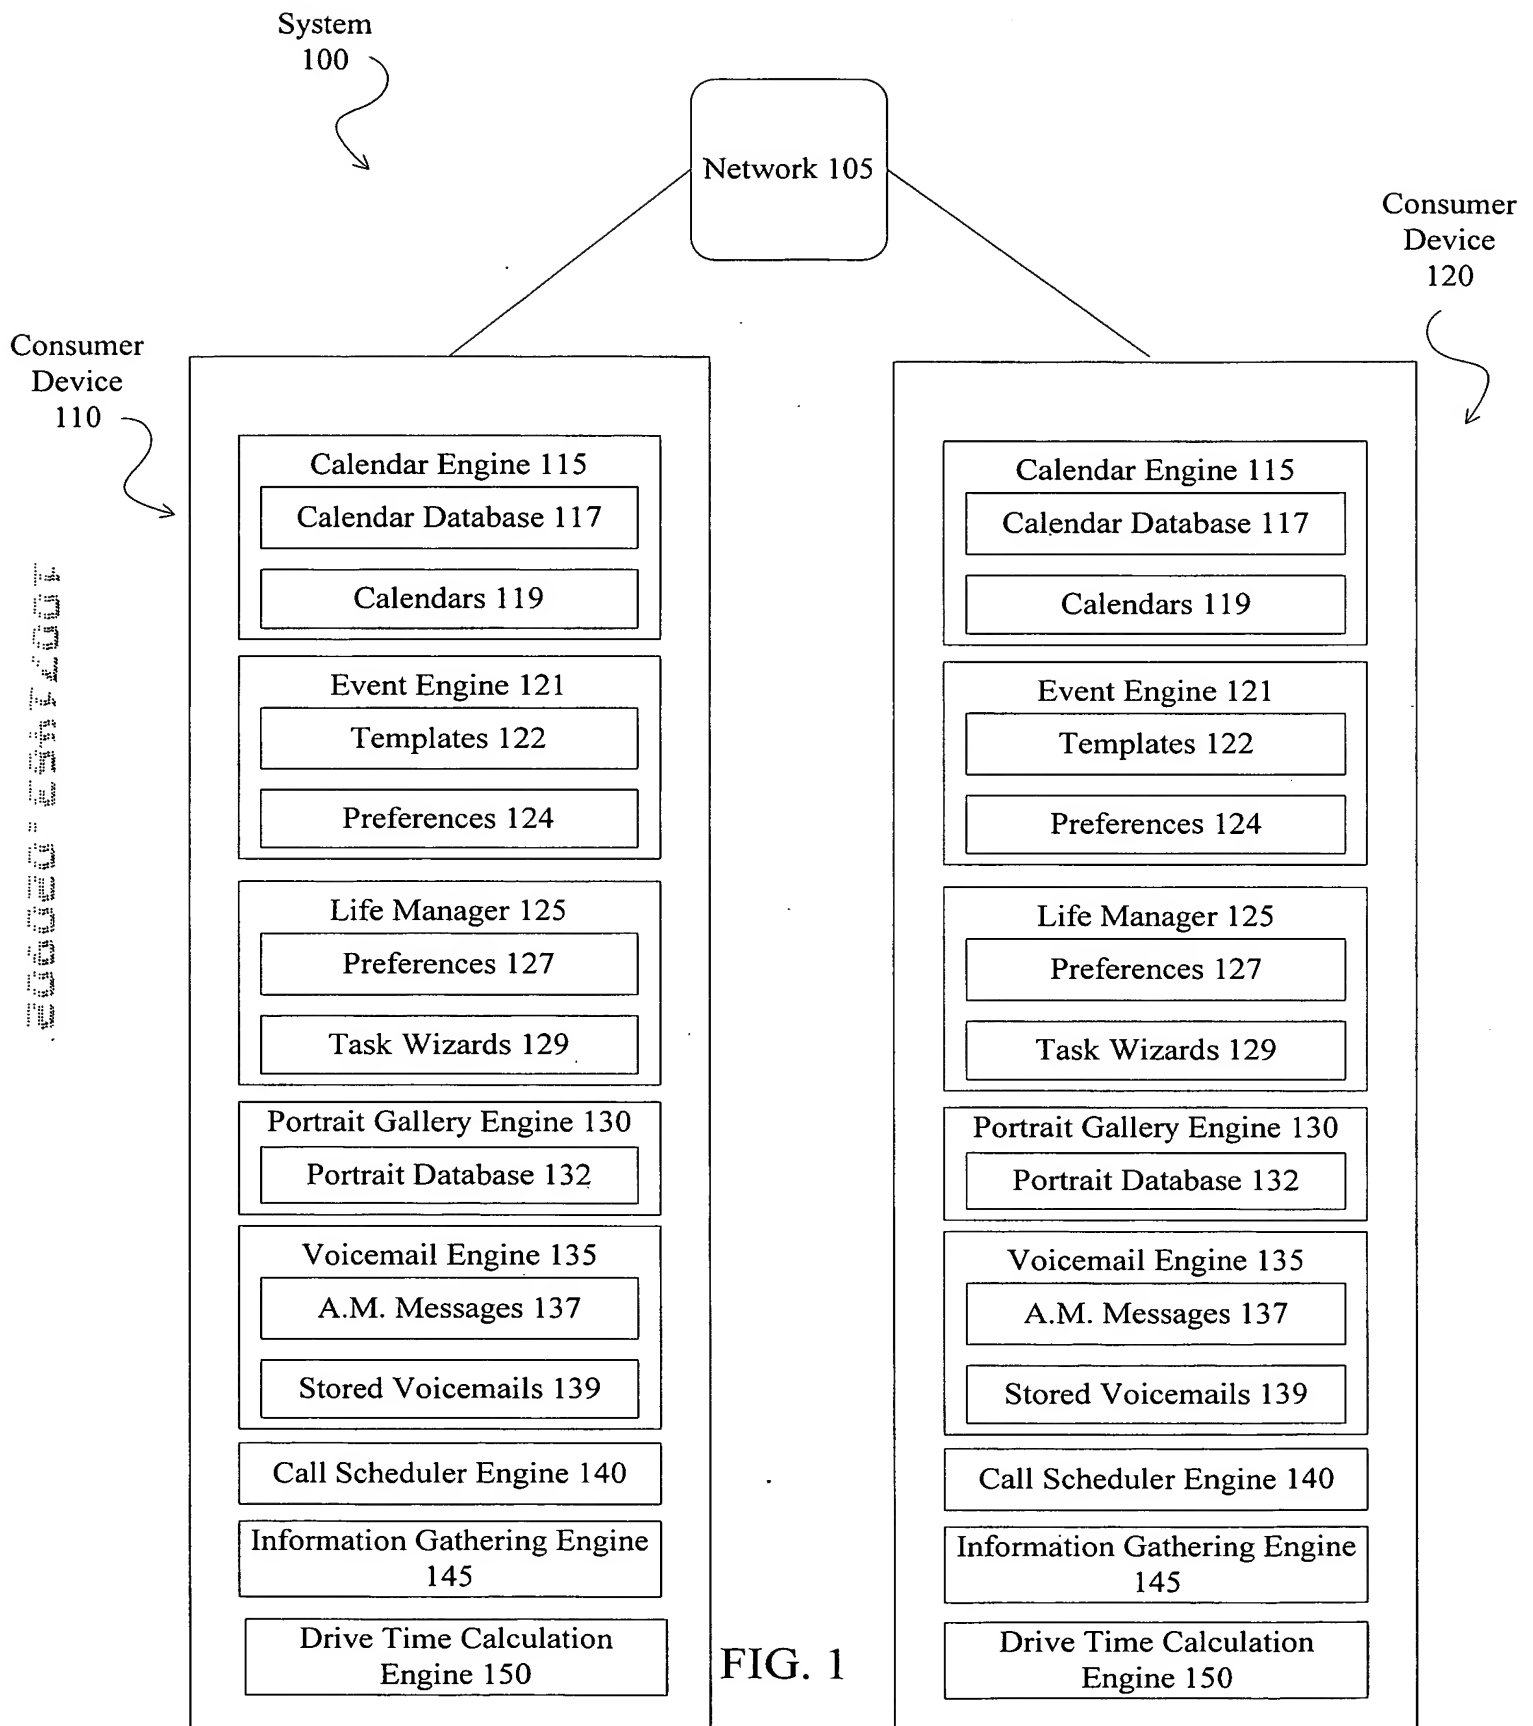 System
100
Network 105
Consumer
Device
120
Consumer
Device
110
Calendar Engine 115
Calendar Database 117
Calendars 119
Event Engine 121
Templates 122
Preferences 124
Life Manager 125
Preferences 127
Task Wizards 129
Portrait Gallery Engine 130
Portrait Database 132
Voicemail Engine 135
A.M. Messages 137
Stored Voicemails 139
Call Scheduler Engine 140
Information Gathering Engine
145
Drive Time Calculation
Engine 150
Calendar Engine 115
Calendar Database 117
Calendars 119
Event Engine 121
Templates 122
Preferences 124
Life Manager 125
Preferences 127
Task Wizards 129
Portrait Gallery Engine 130
Portrait Database 132
Voicemail Engine 135
A.M. Messages 137
Stored Voicemails 139
Call Scheduler Engine 140
Information Gathering Engine
145
Drive Time Calculation
Engine 150
FIG. 1